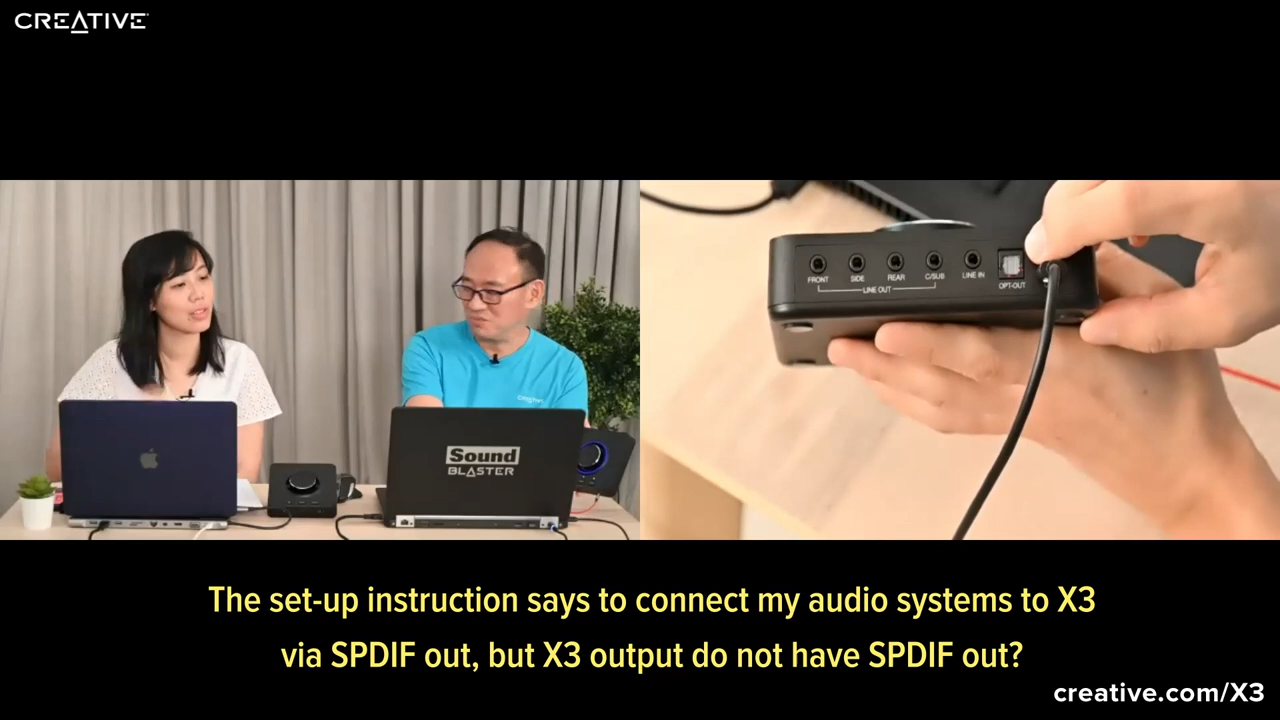 CREATIVE
FRONT
SIDE
REAR
C/SUB
LINE IN
LINE OUT
OPT-OUT
CREATIVE
Sound
BLASTER
The set-up instruction says to connect my audio systems to X3
via SPDIF out, but X3 output do not have SPDIF out?
creative.com/X3